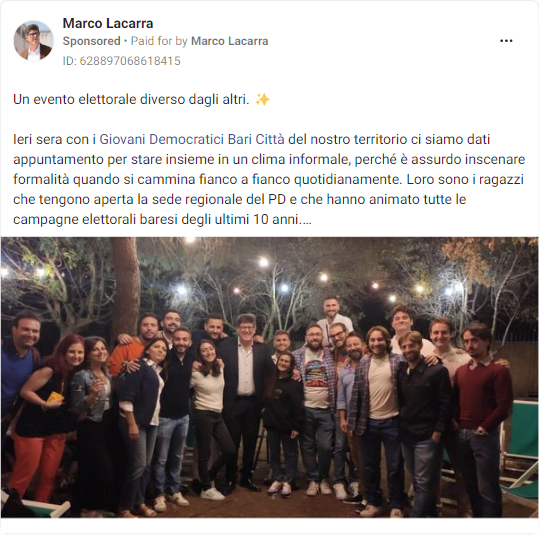 Marco Lacarra
Sponsored • Paid for by Marco Lacarra
ID: 628897068618415
Un evento elettorale diverso dagli altri. ✨
Ieri sera con i Giovani Democratici Bari Città del nostro territorio ci siamo dati
appuntamento per stare insieme in un clima informale, perché è assurdo inscenare
formalità quando si cammina fianco a fianco quotidianamente. Loro sono i ragazzi
che tengono aperta la sede regionale del PD e che hanno animato tutte le
campagne elettorali baresi degli ultimi 10 anni....